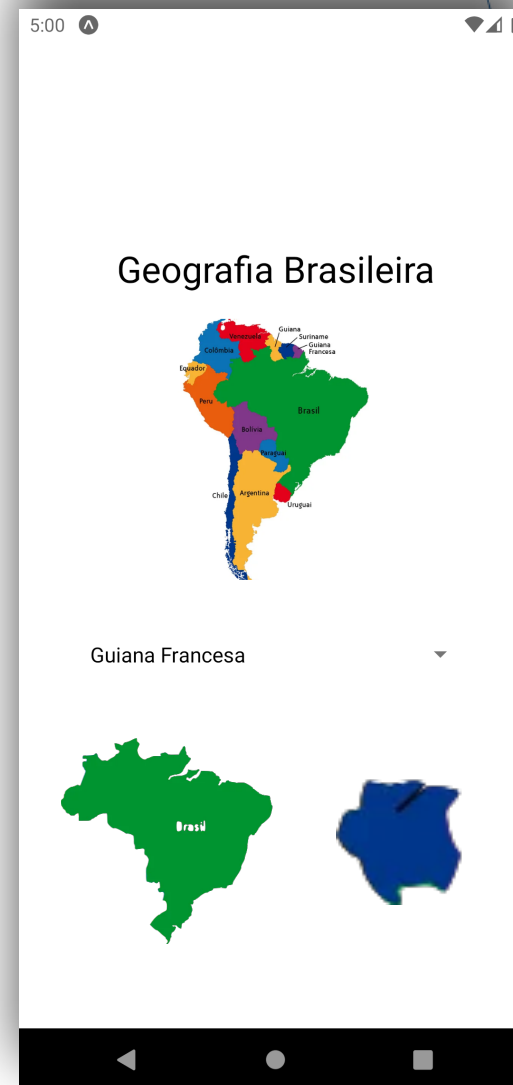 5:00
Geografia Brasileira
Guiana
Venezuela
Suriname
Colômbia
Guiana
Francesa
Equador
Peru
Brasil
Bolívia
Paraguai
Chile
Argentina
Uruguai
Guiana Francesa
Brasil